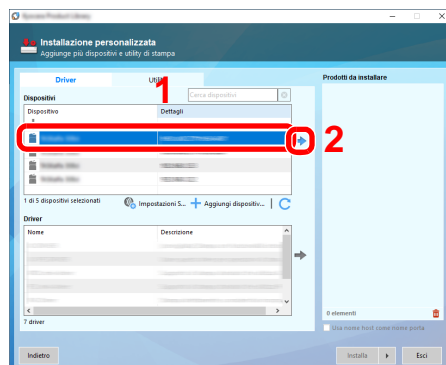 Installazione personalizzata
Aggiunge più dispositivi e utility di stampa
Driver
Prodotti da installare
1
Dispositivi
Cerca dispositivi
Dispositivo
Dettagli
2
1 di 5 dispositivi selezionati
Impostazioni S...
Aggiungi dispositiv...
Driver
Nome
Descrizione
7 driver
0 elementi
Usa nome host come nome porta
Indietro
Installa
Esci